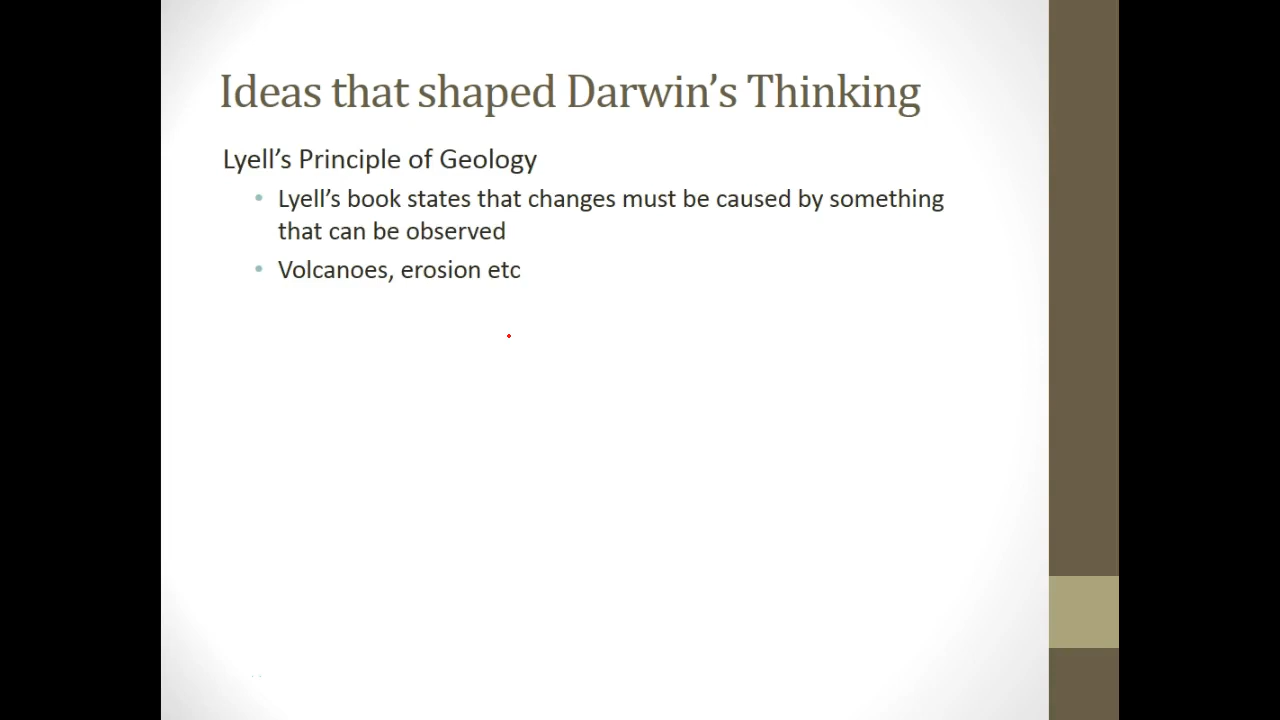 Ideas that shaped Darwin’s Thinking
Lyell’s Principle of Geology
• Lyell’s book states that changes must be caused by something
that can be observed
• Volcanoes, erosion etc